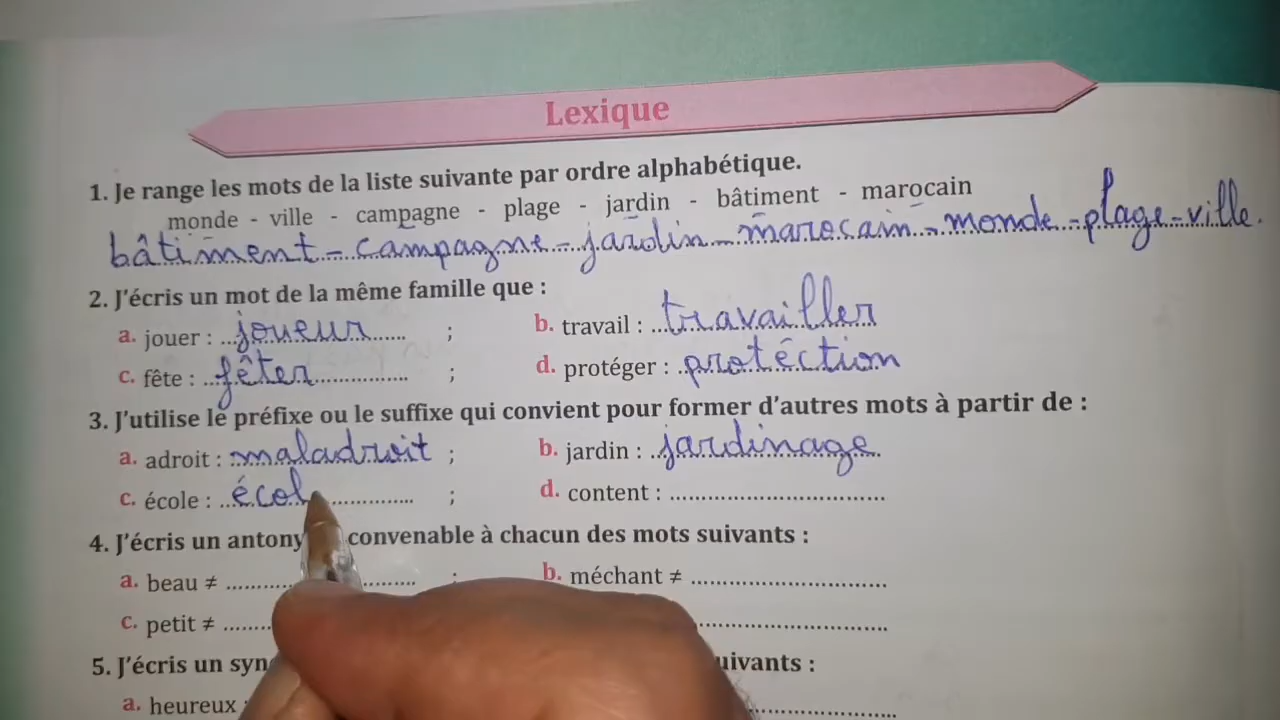 Lexique
1. Je range les mots de la liste suivante par ordre alphabétique.
monde - ville - campagne - plage - jardin - bâtiment - marocain
bâtiment - campagne - jardin - marocain - monde - plage - ville.
2. J'écris un mot de la même famille que :
a. jouer : joueur ; b. travail : travailler
c. fête : fêter ; d. protéger : protéction
3. J'utilise le préfixe ou le suffixe qui convient pour former d'autres mots à partir de :
a. adroit : maladroit ; b. jardin : jardinage
c. école : écol ; d. content :
4. J'écris un antony convenable à chacun des mots suivants :
a. beau ≠ ; b. méchant ≠
c. petit ≠
5. J'écris un syn uivants :
a. heureux :